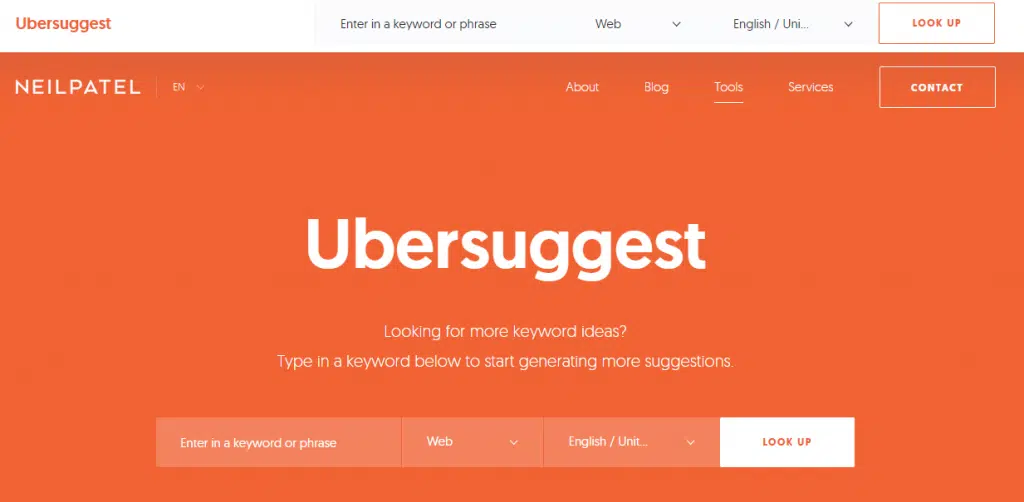 Ubersuggest Enter in a keyword or phrase Web English / Uni... LOOK UP
NEILPATEL EN About Blog Tools Services CONTACT
Ubersuggest
Looking for more keyword ideas?
Type in a keyword below to start generating more suggestions.
Enter in a keyword or phrase Web English / Unit... LOOK UP